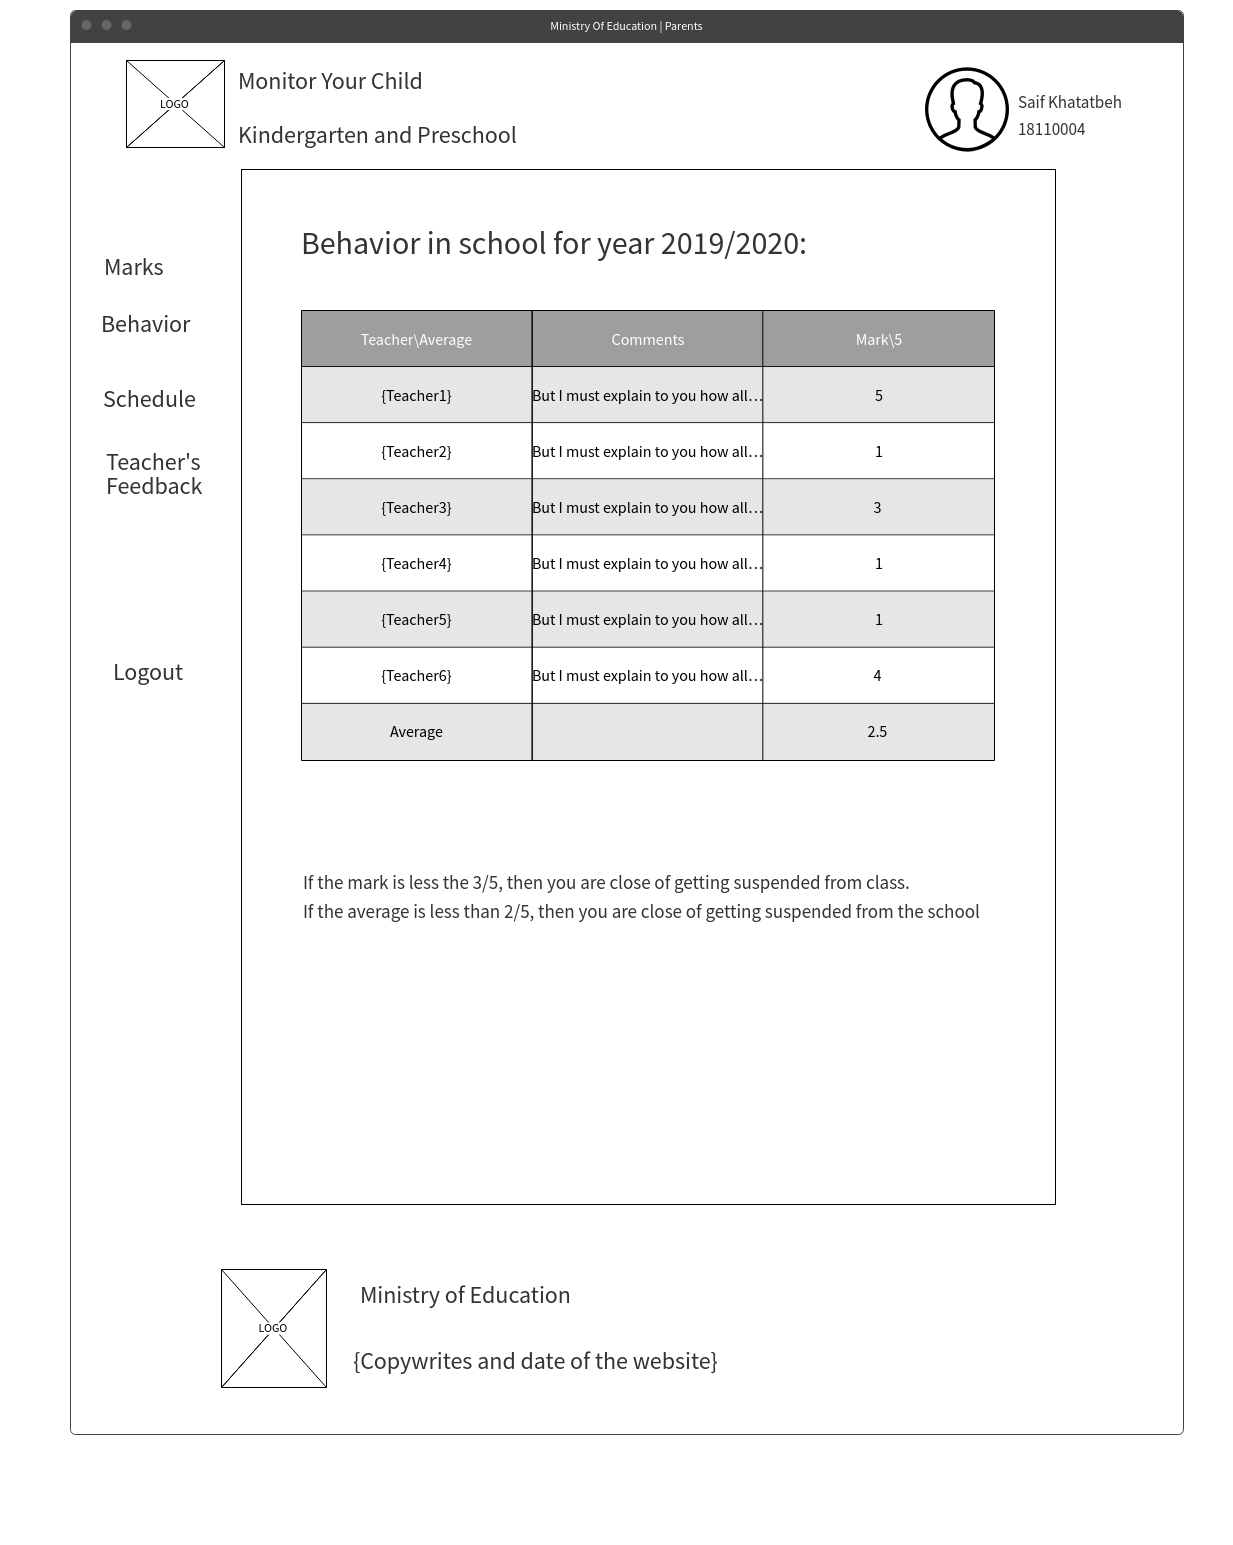 Ministry Of Education | Parents
LOGO
Monitor Your Child
Kindergarten and Preschool
Saif Khatatbeh
18110004
Marks
Behavior
Schedule
Teacher's
Feedback
Logout
Behavior in school for year 2019/2020:
Teacher\Average Comments Mark\5
{Teacher1} But I must explain to you how all... 5
{Teacher2} But I must explain to you how all... 1
{Teacher3} But I must explain to you how all... 3
{Teacher4} But I must explain to you how all... 1
{Teacher5} But I must explain to you how all... 1
{Teacher6} But I must explain to you how all... 4
Average 2.5
If the mark is less the 3/5, then you are close of getting suspended from class.
If the average is less than 2/5, then you are close of getting suspended from the school
LOGO
Ministry of Education
{Copywrites and date of the website}